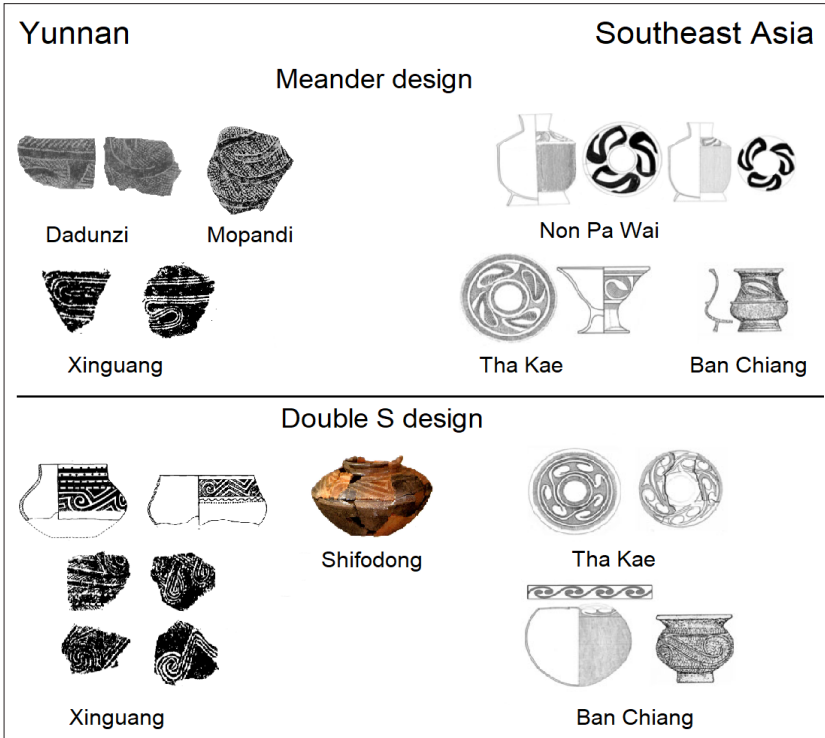 Yunnan
Southeast Asia
Meander design
Dadunzi
Mopandi
Non Pa Wai
Xinguang
Tha Kae
Ban Chiang
Double S design
Shifodong
Tha Kae
Xinguang
Ban Chiang